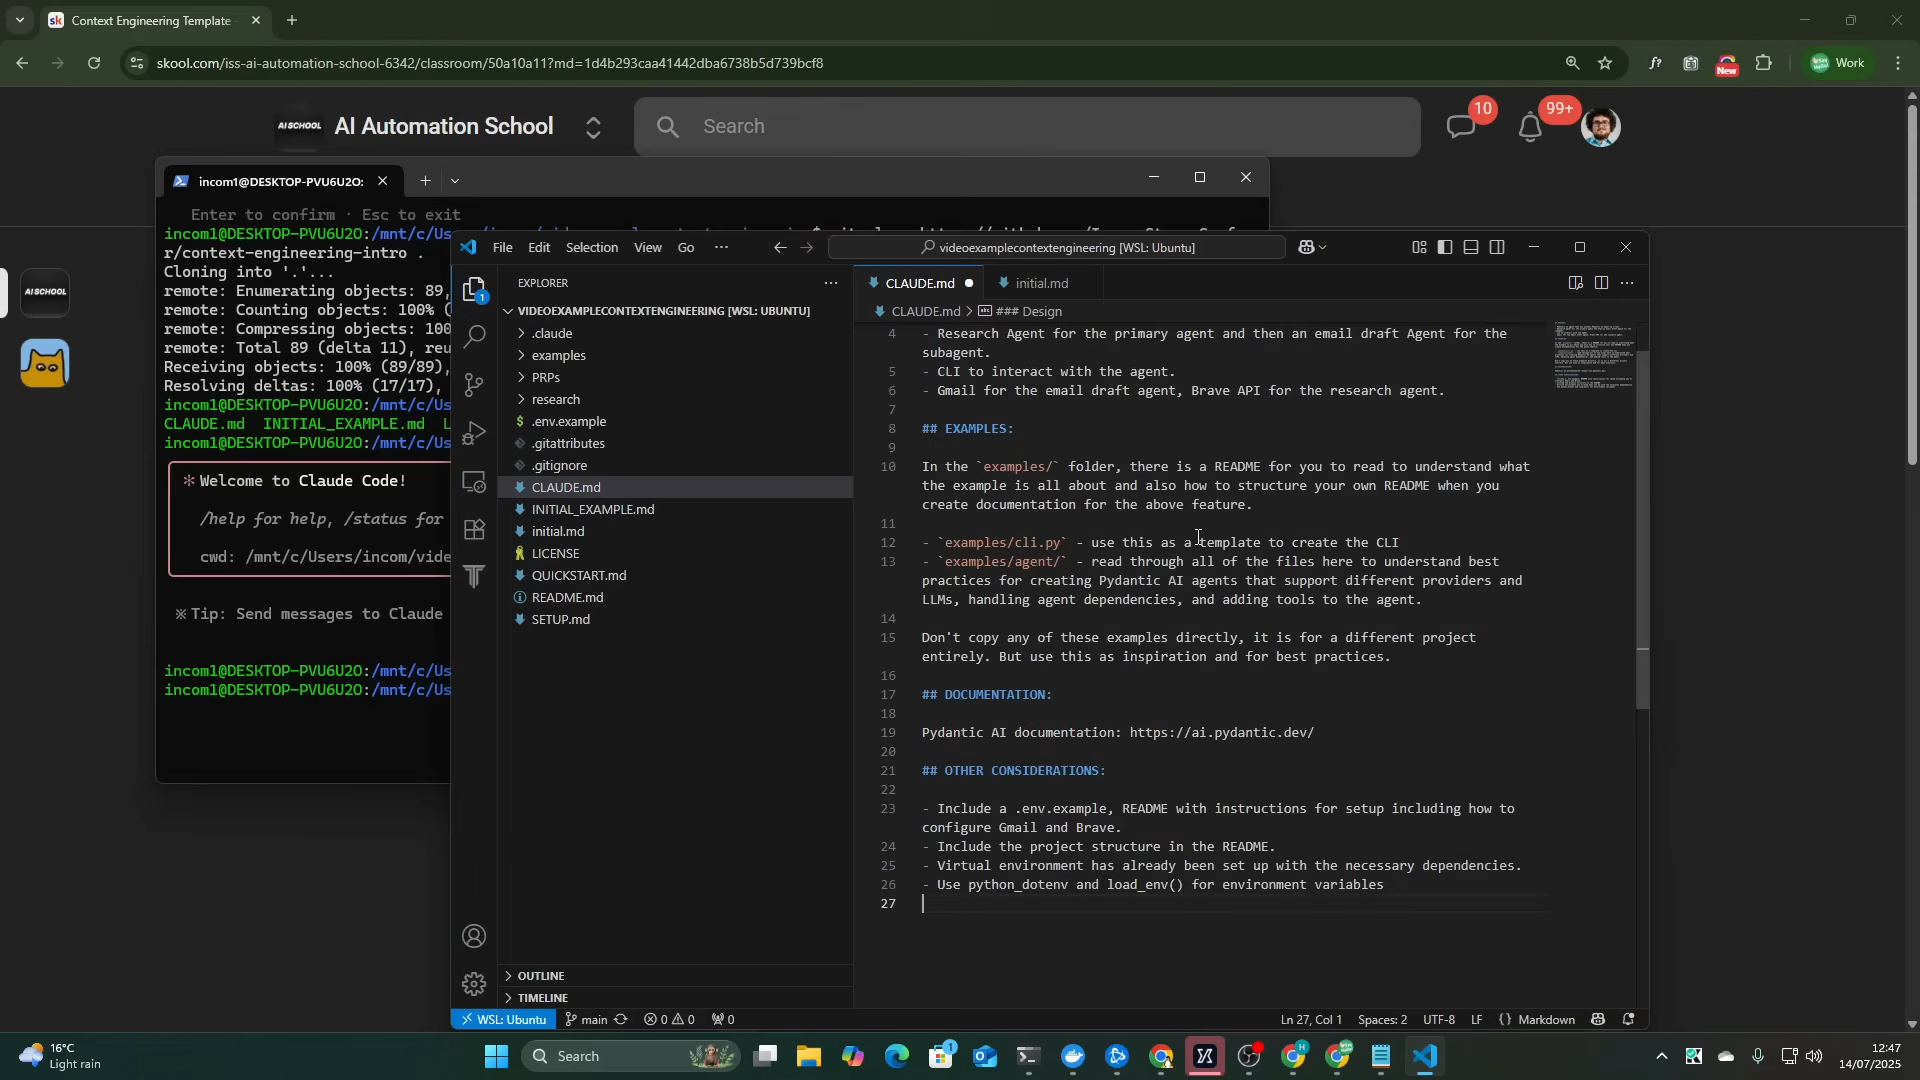 Context Engineering Template
skool.com/iss-ai-automation-school-6342/classroom/50a10a11?md=1d4b293caa41442dba6738b5d739bcf8
New
Work
AI SCHOOL
AI Automation School
Search
10
99+
AI SCHOOL
incom1@DESKTOP-PVU6U2O:
Enter to confirm · Esc to exit
incom1@DESKTOP-PVU6U2O:/mnt/c/Us
r/context-engineering-intro .
Cloning into '.'...
remote: Enumerating objects: 89,
remote: Counting objects: 100% (
remote: Compressing objects: 100
remote: Total 89 (delta 11), reu
Receiving objects: 100% (89/89),
Resolving deltas: 100% (17/17),
incom1@DESKTOP-PVU6U2O:/mnt/c/Us
CLAUDE.md  INITIAL_EXAMPLE.md  L
incom1@DESKTOP-PVU6U2O:/mnt/c/Us
* Welcome to Claude Code!
/help for help, /status for
cwd: /mnt/c/Users/incom/vide
※ Tip: Send messages to Claude
incom1@DESKTOP-PVU6U2O:/mnt/c/Us
incom1@DESKTOP-PVU6U2O:/mnt/c/Us
File Edit Selection View Go ···
videoexamplecontextengineering [WSL: Ubuntu]
1
EXPLORER
VIDEOEXAMPLECONTEXTENGINEERING [WSL: UBUNTU]
.claude
examples
PRPs
research
$ .env.example
.gitattributes
.gitignore
CLAUDE.md
INITIAL_EXAMPLE.md
initial.md
LICENSE
QUICKSTART.md
README.md
SETUP.md
OUTLINE
TIMELINE
CLAUDE.md
initial.md
CLAUDE.md > ### Design
4 - Research Agent for the primary agent and then an email draft Agent for the
subagent.
5 - CLI to interact with the agent.
6 - Gmail for the email draft agent, Brave API for the research agent.
7
8 ## EXAMPLES:
9
10 In the `examples/` folder, there is a README for you to read to understand what
the example is all about and also how to structure your own README when you
create documentation for the above feature.
11
12 - `examples/cli.py` - use this as a template to create the CLI
13 - `examples/agent/` - read through all of the files here to understand best
practices for creating Pydantic AI agents that support different providers and
LLMs, handling agent dependencies, and adding tools to the agent.
14
15 Don't copy any of these examples directly, it is for a different project
entirely. But use this as inspiration and for best practices.
16
17 ## DOCUMENTATION:
18
19 Pydantic AI documentation: https://ai.pydantic.dev/
20
21 ## OTHER CONSIDERATIONS:
22
23 - Include a .env.example, README with instructions for setup including how to
configure Gmail and Brave.
24 - Include the project structure in the README.
25 - Virtual environment has already been set up with the necessary dependencies.
26 - Use python_dotenv and load_env() for environment variables
27
WSL: Ubuntu
main
0 0
0
Ln 27, Col 1
Spaces: 2
UTF-8
LF
Markdown
16°C
Light rain
Search
1
12:47
14/07/2025